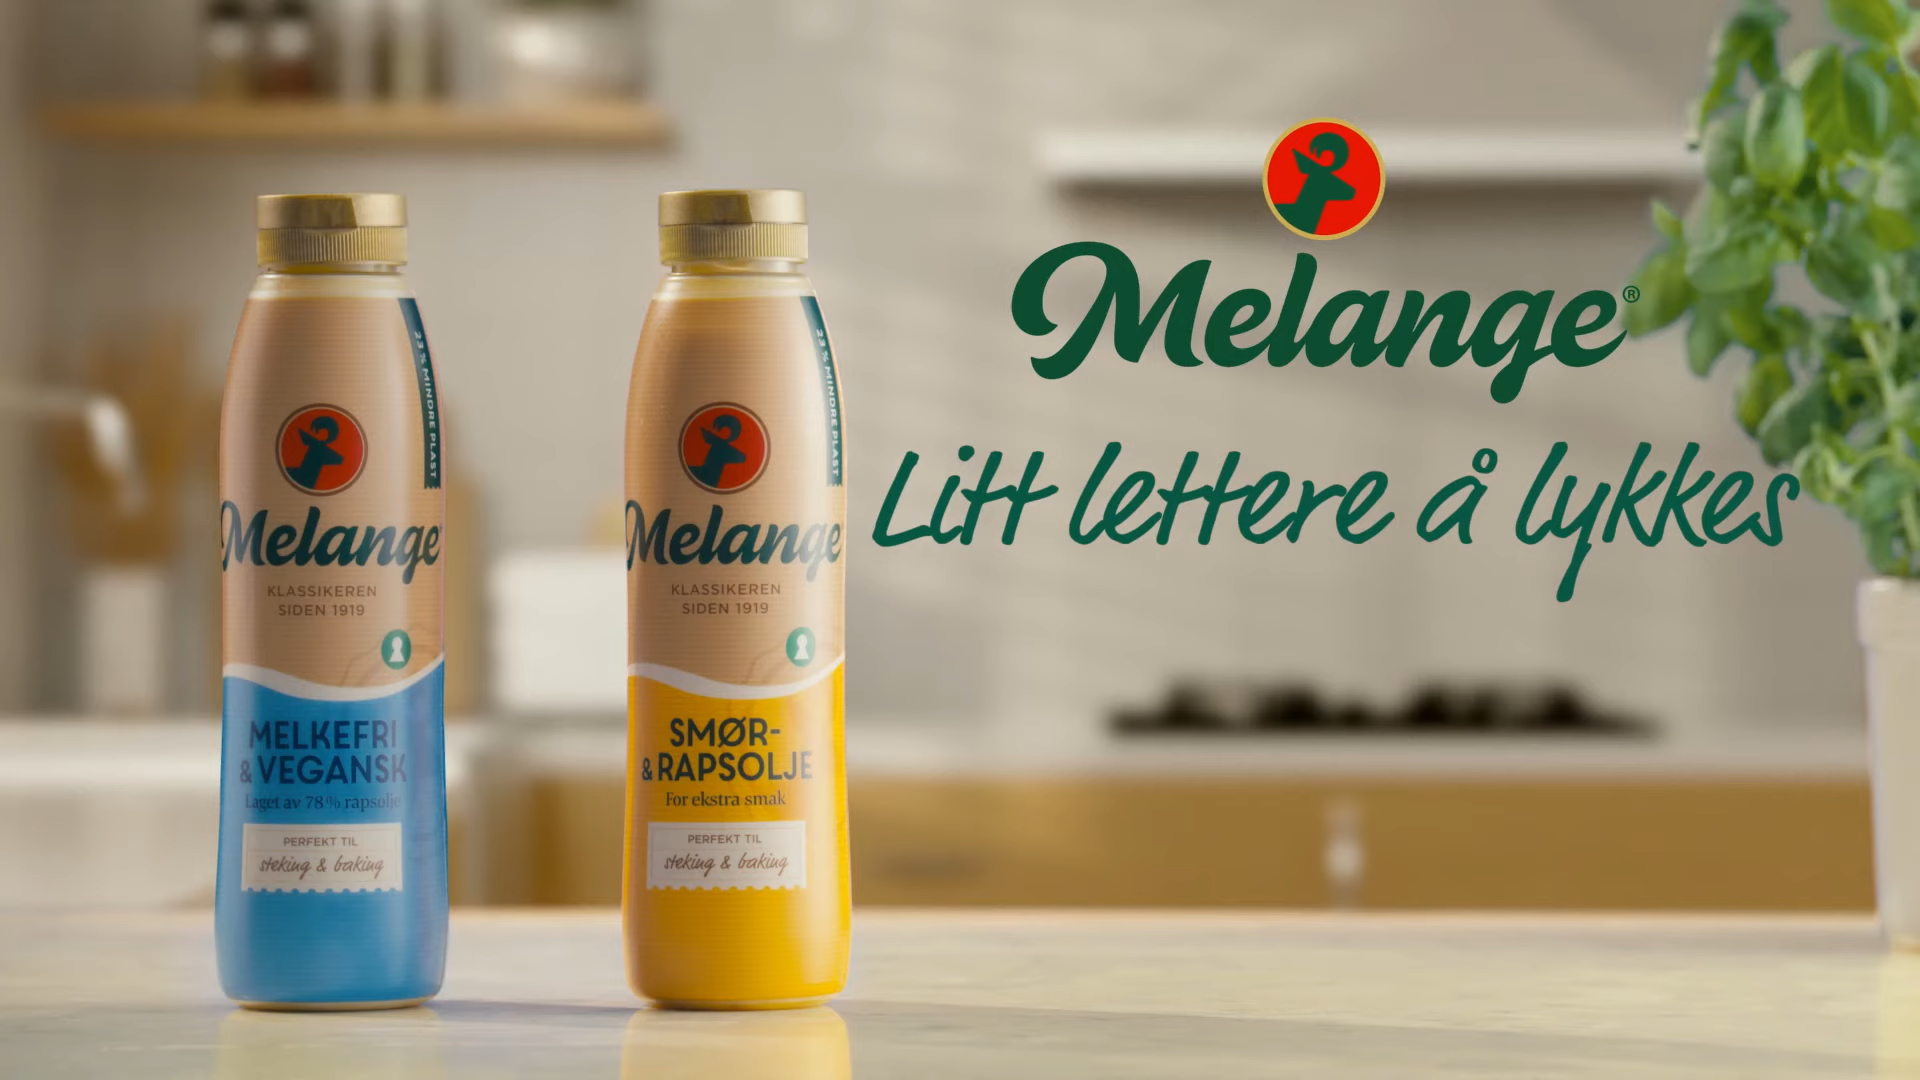 23 % MINDRE PLAST
Melange
KLASSIKEREN
SIDEN 1919
MELKEFRI
& VEGANSK
Laget av 78% rapsolje
PERFEKT TIL
steking & baking
23 % MINDRE PLAST
Melange
KLASSIKEREN
SIDEN 1919
SMØR-
& RAPSOLJE
For ekstra smak
PERFEKT TIL
steking & baking
Melange®
Litt lettere å lykkes